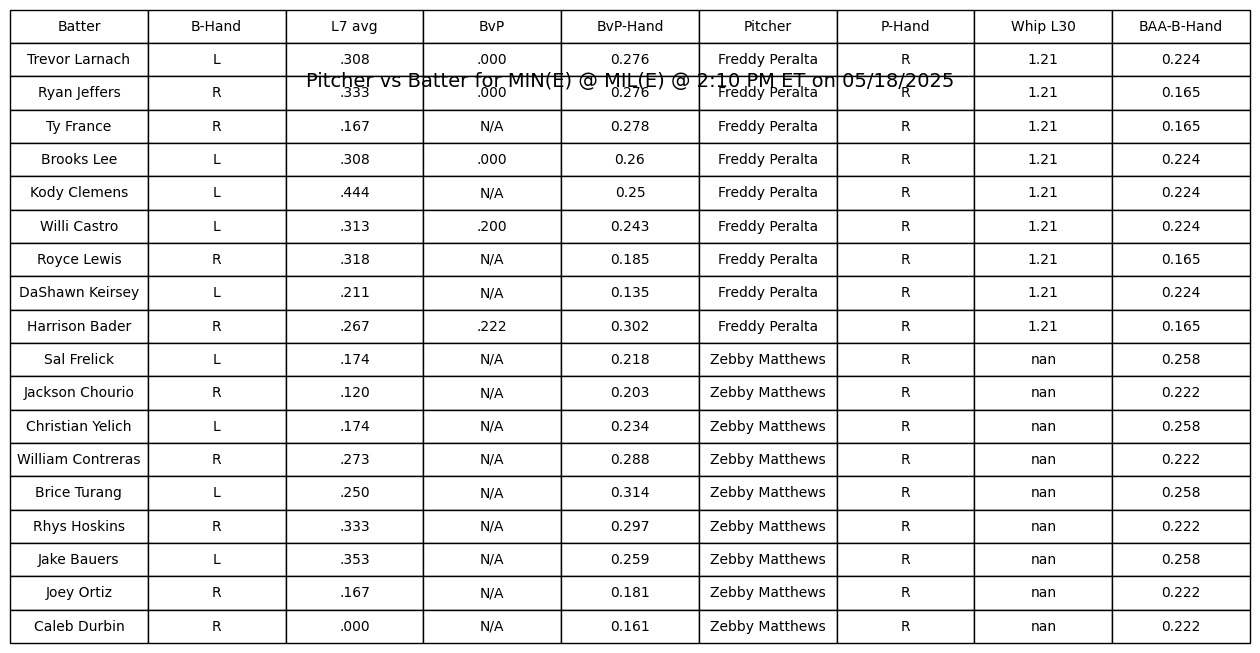 Batter B-Hand L7 avg BvP BvP-Hand Pitcher P-Hand Whip L30 BAA-B-Hand
Trevor Larnach L .308 .000 0.276 Freddy Peralta R 1.21 0.224
Pitcher vs Batter for MIN(E) @ MIL(E) @ 2:10 PM ET on 05/18/2025
Ryan Jeffers R .333 .000 0.276 Freddy Peralta R 1.21 0.165
Ty France R .167 N/A 0.278 Freddy Peralta R 1.21 0.165
Brooks Lee L .308 .000 0.26 Freddy Peralta R 1.21 0.224
Kody Clemens L .444 N/A 0.25 Freddy Peralta R 1.21 0.224
Willi Castro L .313 .200 0.243 Freddy Peralta R 1.21 0.224
Royce Lewis R .318 N/A 0.185 Freddy Peralta R 1.21 0.165
DaShawn Keirsey L .211 N/A 0.135 Freddy Peralta R 1.21 0.224
Harrison Bader R .267 .222 0.302 Freddy Peralta R 1.21 0.165
Sal Frelick L .174 N/A 0.218 Zebby Matthews R nan 0.258
Jackson Chourio R .120 N/A 0.203 Zebby Matthews R nan 0.222
Christian Yelich L .174 N/A 0.234 Zebby Matthews R nan 0.258
William Contreras R .273 N/A 0.288 Zebby Matthews R nan 0.222
Brice Turang L .250 N/A 0.314 Zebby Matthews R nan 0.258
Rhys Hoskins R .333 N/A 0.297 Zebby Matthews R nan 0.222
Jake Bauers L .353 N/A 0.259 Zebby Matthews R nan 0.258
Joey Ortiz R .167 N/A 0.181 Zebby Matthews R nan 0.222
Caleb Durbin R .000 N/A 0.161 Zebby Matthews R nan 0.222